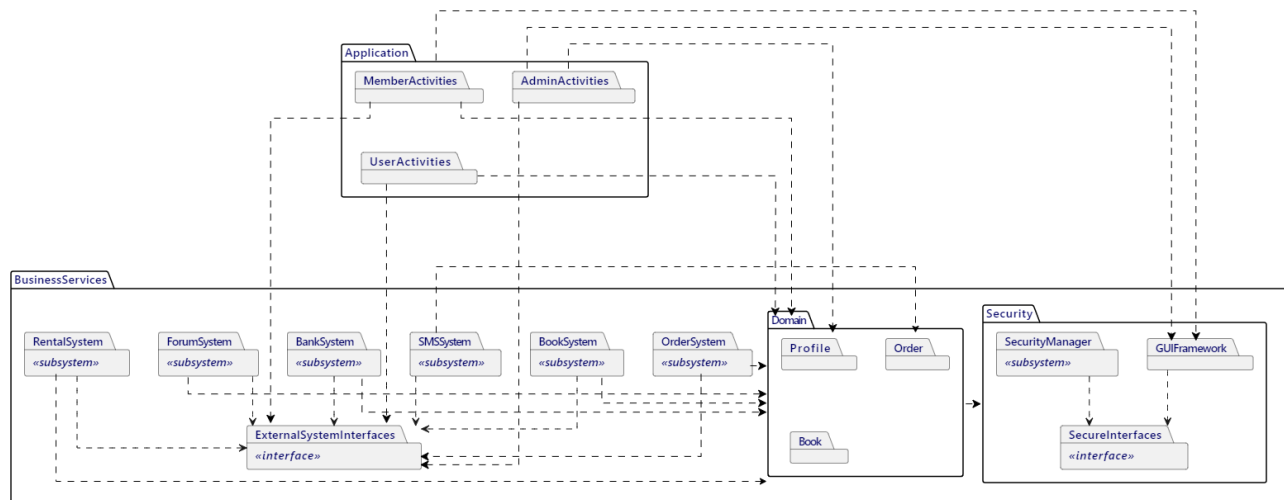 Application
MemberActivities
AdminActivities
UserActivities
BusinessServices
RentalSystem
«subsystem»
ForumSystem
«subsystem»
BankSystem
«subsystem»
SMSSystem
«subsystem»
BookSystem
«subsystem»
OrderSystem
«subsystem»
Domain
Profile
Order
Book
Security
SecurityManager
«subsystem»
GUIFramework
ExternalSystemInterfaces
«interface»
SecureInterfaces
«interface»